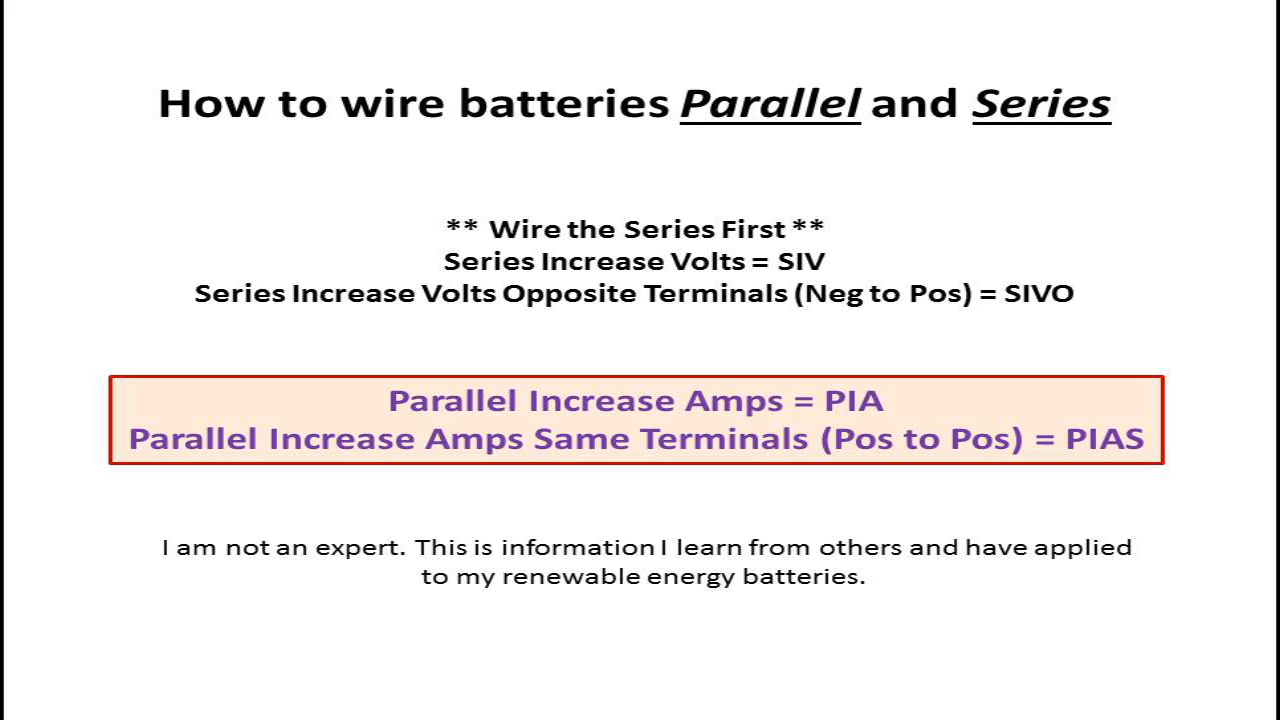 How to wire batteries Parallel and Series
** Wire the Series First **
Series Increase Volts = SIV
Series Increase Volts Opposite Terminals (Neg to Pos) = SIVO
Parallel Increase Amps = PIA
Parallel Increase Amps Same Terminals (Pos to Pos) = PIAS
I am not an expert. This is information I learn from others and have applied
to my renewable energy batteries.